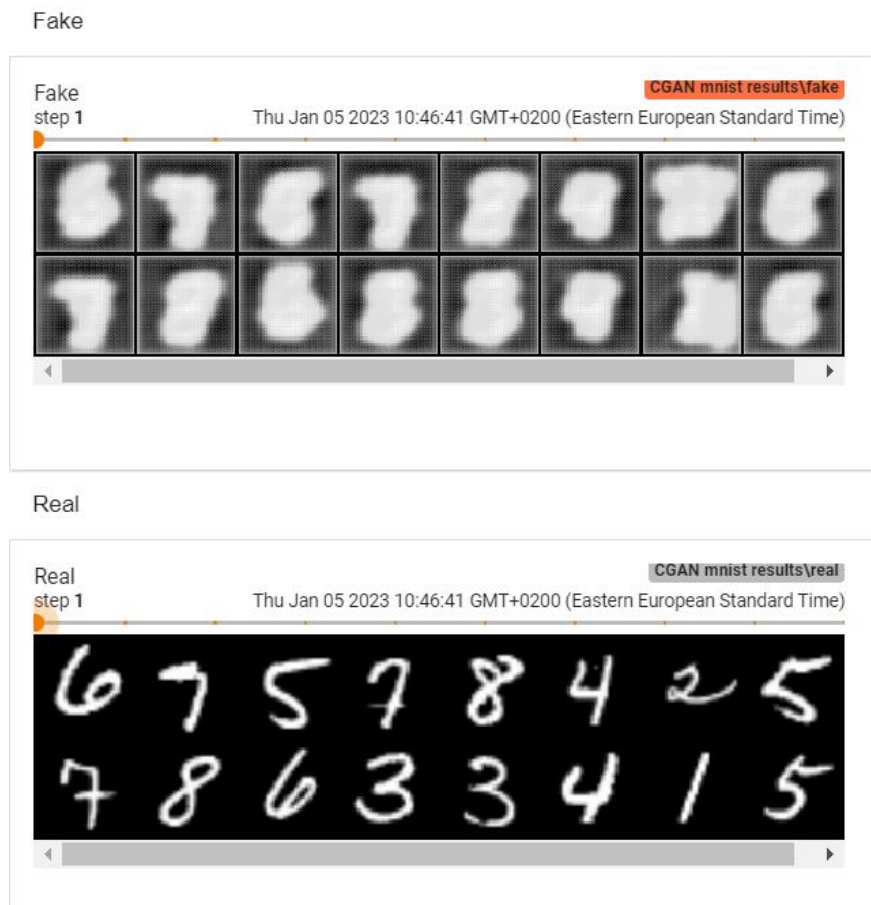 Fake
Fake
CGAN mnist results\fake
step 1
Thu Jan 05 2023 10:46:41 GMT+0200 (Eastern European Standard Time)
Real
Real
CGAN mnist results\real
step 1
Thu Jan 05 2023 10:46:41 GMT+0200 (Eastern European Standard Time)
6 7 5 7 8 4 2 5
7 8 6 3 3 4 1 5